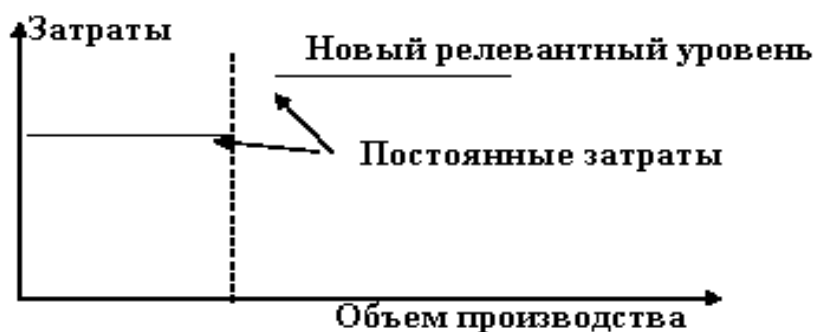 Затраты
Новый релевантный уровень
Постоянные затраты
Объем производства